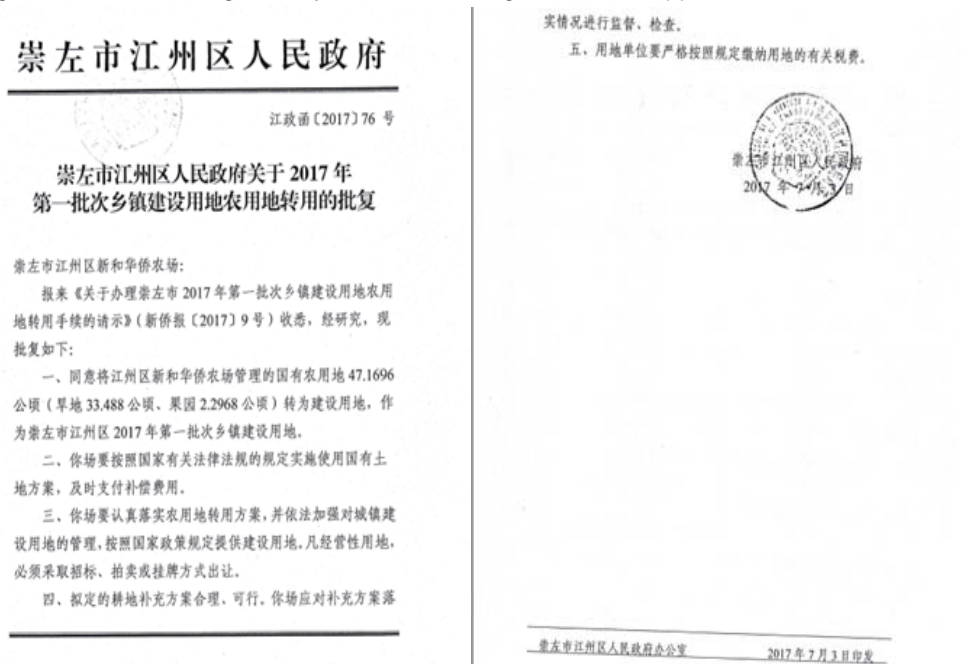 崇左市江州区人民政府
江政函〔2017〕76 号
崇左市江州区人民政府关于 2017 年
第一批次乡镇建设用地农用地转用的批复
崇左市江州区新和华侨农场:
报来《关于办理崇左市 2017 年第一批次乡镇建设用地农用
地转用手续的请示》(新侨报〔2017〕9 号)收悉，经研究，现
批复如下:
一、同意将江州区新和华侨农场管理的国有农用地 47.1696
公顷（旱地 33.488 公顷、果园 2.2968 公顷）转为建设用地，作
为崇左市江州区 2017 年第一批次乡镇建设用地。
二、你场要按照国家有关法律法规的规定实施使用国有土
地方案，及时支付补偿费用。
三、你场要认真落实农用地转用方案,并依法加强对城镇建
设用地的管理,按照国家政策规定提供建设用地。凡经营性用地,
必须采取招标、拍卖或挂牌方式出让。
四、拟定的耕地补充方案合理、可行。你场应对补充方案落
实情况进行监督、检查。
五、用地单位要严格按照规定缴纳用地的有关税费。
崇左市江州区人民政府
2017 年 7 月 3 日
崇左市江州区人民政府办公室
2017 年 7 月 3 日印发